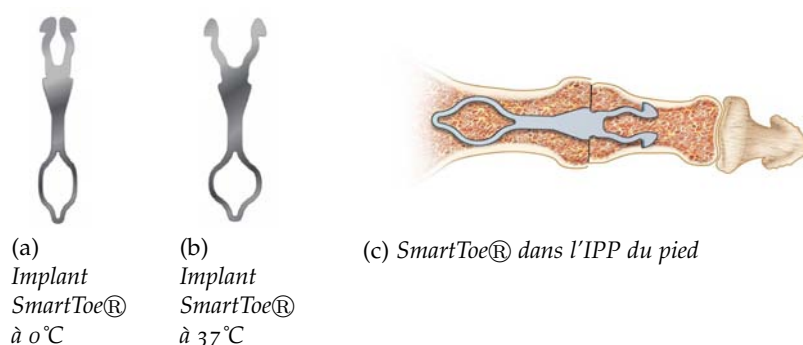 (a)
Implant
SmartToe®
à 0°C
(b)
Implant
SmartToe®
à 37°C
(c) SmartToe® dans l'IPP du pied